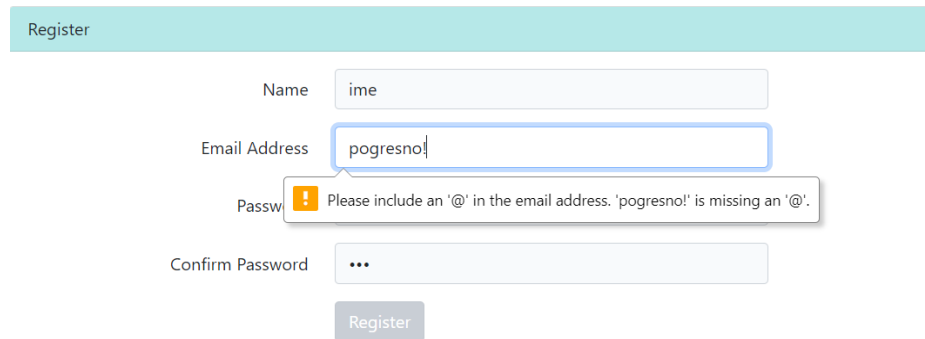 Register
Name ime
Email Address pogresno!
Please include an '@' in the email address. 'pogresno!' is missing an '@'.
Passw
Confirm Password •••
Register